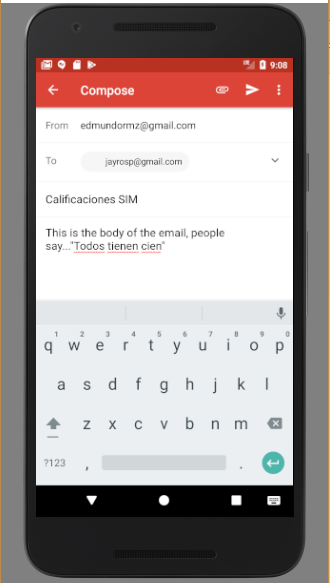 9:08
Compose
From edmundormz@gmail.com
To jayrosp@gmail.com
Calificaciones SIM
This is the body of the email, people
say..."Todos tienen cien"
1 2 3 4 5 6 7 8 9 0
q w e r t y u i o p
a s d f g h j k l
z x c v b n m
?123 , .